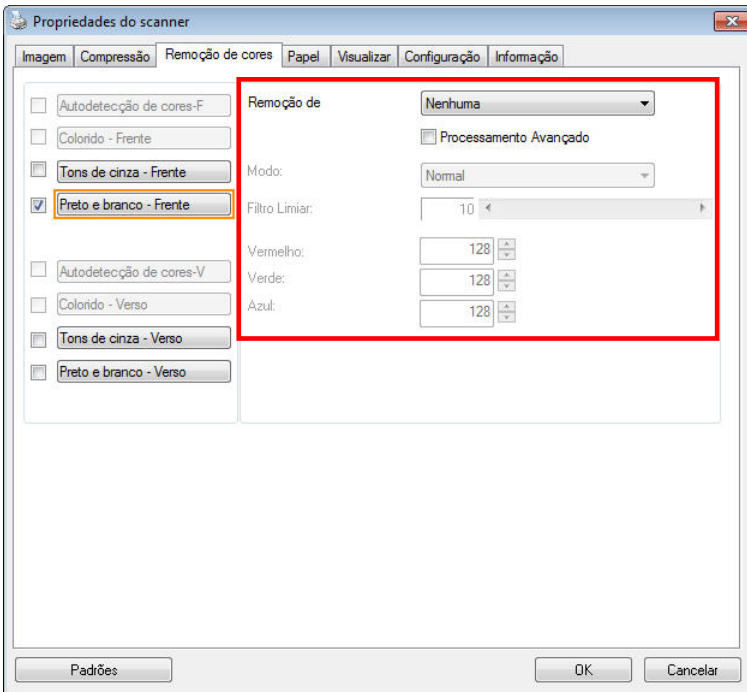 Propriedades do scanner
Imagem Compressão Remoção de cores Papel Visualizar Configuração Informação
Autodetecção de cores-F
Colorido - Frente
Tons de cinza - Frente
Preto e branco - Frente
Autodetecção de cores-V
Colorido - Verso
Tons de cinza - Verso
Preto e branco - Verso
Remoção de Nenhuma
Processamento Avançado
Modo: Normal
Filtro Limiar: 10
Vermelho: 128
Verde: 128
Azul: 128
Padrões OK Cancelar